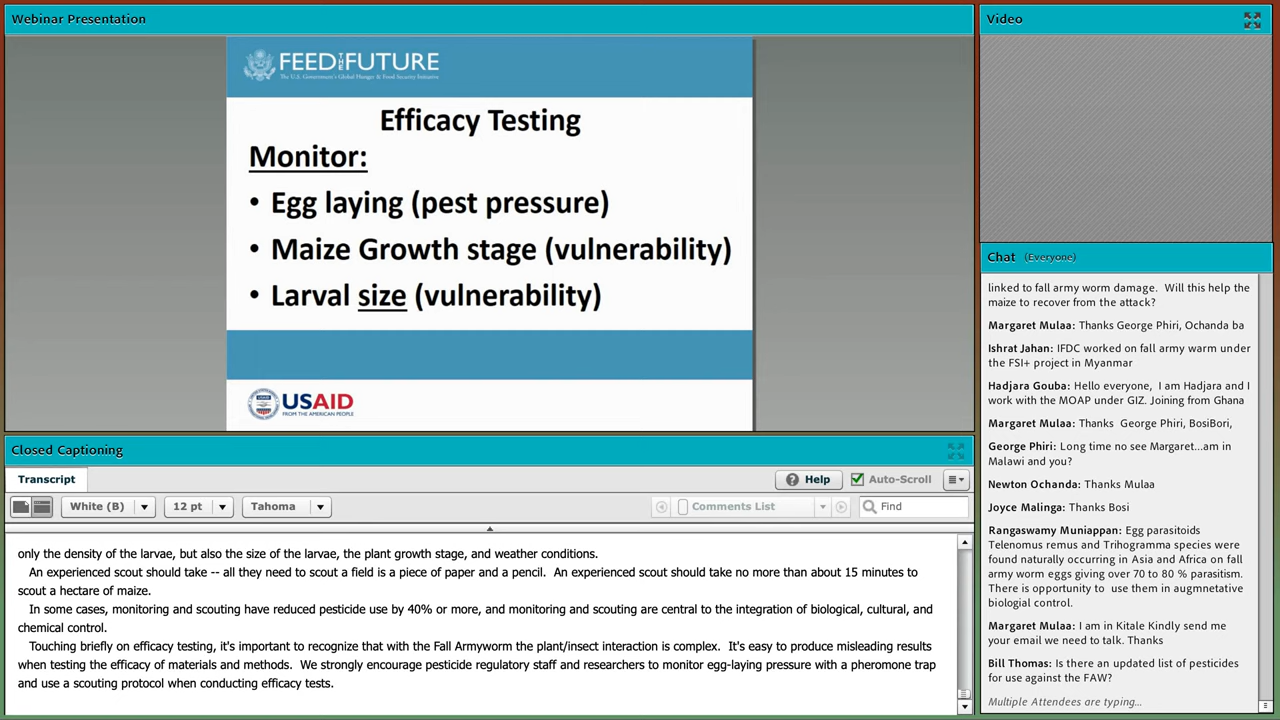 Webinar Presentation
FEED THE FUTURE
The U.S. Government's Global Hunger & Food Security Initiative
Efficacy Testing
Monitor:
• Egg laying (pest pressure)
• Maize Growth stage (vulnerability)
• Larval size (vulnerability)
USAID
FROM THE AMERICAN PEOPLE
Closed Captioning
Transcript
Help
Auto-Scroll
White (B)
12 pt
Tahoma
Comments List
Find
only the density of the larvae, but also the size of the larvae, the plant growth stage, and weather conditions.
An experienced scout should take -- all they need to scout a field is a piece of paper and a pencil.  An experienced scout should take no more than about 15 minutes to
scout a hectare of maize.
In some cases, monitoring and scouting have reduced pesticide use by 40% or more, and monitoring and scouting are central to the integration of biological, cultural, and
chemical control.
Touching briefly on efficacy testing, it's important to recognize that with the Fall Armyworm the plant/insect interaction is complex.  It's easy to produce misleading results
when testing the efficacy of materials and methods.  We strongly encourage pesticide regulatory staff and researchers to monitor egg-laying pressure with a pheromone trap
and use a scouting protocol when conducting efficacy tests.
Video
Chat (Everyone)
linked to fall army worm damage.  Will this help the
maize to recover from the attack?
Margaret Mulaa: Thanks George Phiri, Ochanda ba
Ishrat Jahan: IFDC worked on fall army warm under
the FSI+ project in Myanmar
Hadjara Gouba: Hello everyone,  I am Hadjara and I
work with the MOAP under GIZ. Joining from Ghana
Margaret Mulaa: Thanks  George Phiri, BosiBori,
George Phiri: Long time no see Margaret...am in
Malawi and you?
Newton Ochanda: Thanks Mulaa
Joyce Malinga: Thanks Bosi
Rangaswamy Muniappan: Egg parasitoids
Telenomus remus and Trihogramma species were
found naturally occurring in Asia and Africa on fall
army worm eggs giving over 70 to 80 % parasitism.
There is opportunity to  use them in augmnetative
biologial control.
Margaret Mulaa: I am in Kitale Kindly send me
your email we need to talk. Thanks
Bill Thomas: Is there an updated list of pesticides
for use against the FAW?
Multiple Attendees are typing...